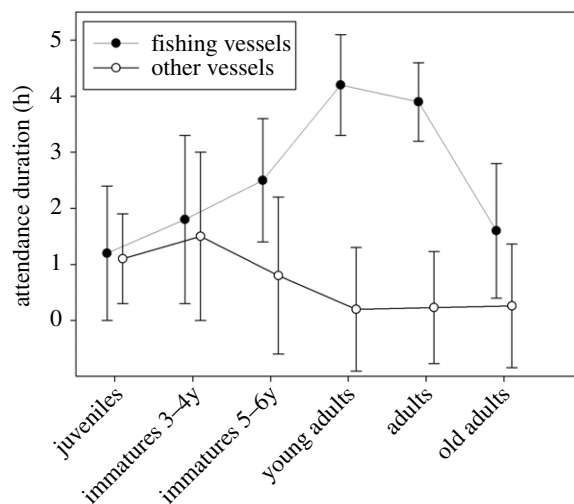 fishing vessels
other vessels
attendance duration (h)
5
4
3
2
1
0
juveniles
immatures 3–4y
immatures 5–6y
young adults
adults
old adults